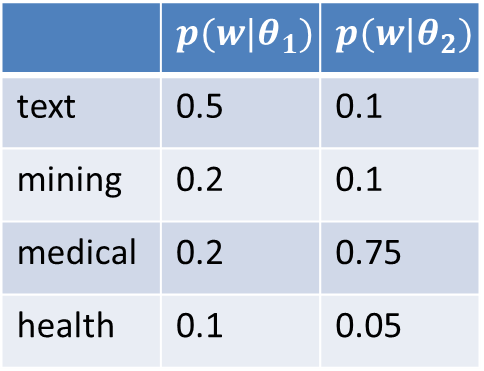 p(w|θ₁) p(w|θ₂)
text 0.5 0.1
mining 0.2 0.1
medical 0.2 0.75
health 0.1 0.05